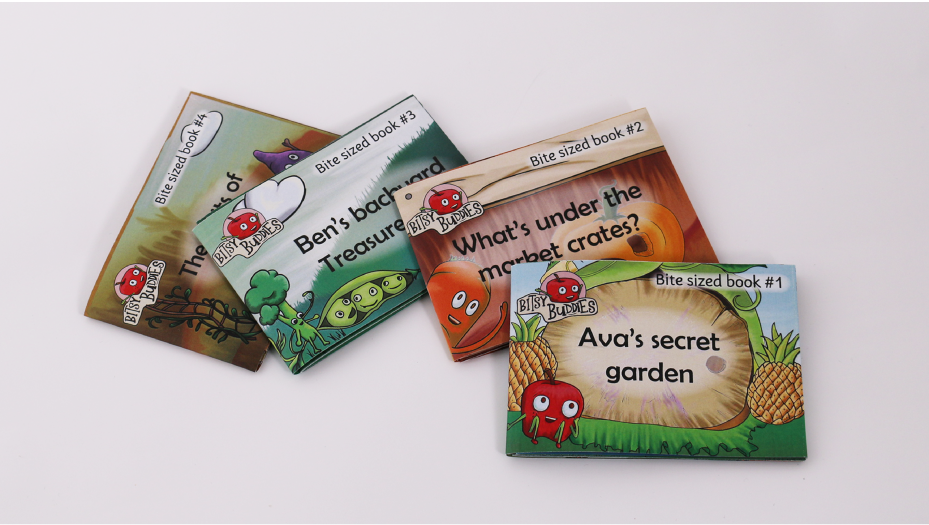 Bite sized book #4
The
of
BITSY
BUDDIES
Bite sized book #3
Ben's backyard
Treasure
BITSY
BUDDIES
Bite sized book #2
What's under the
market crates?
BITSY
BUDDIES
Bite sized book #1
Ava's secret
garden
BITSY
BUDDIES